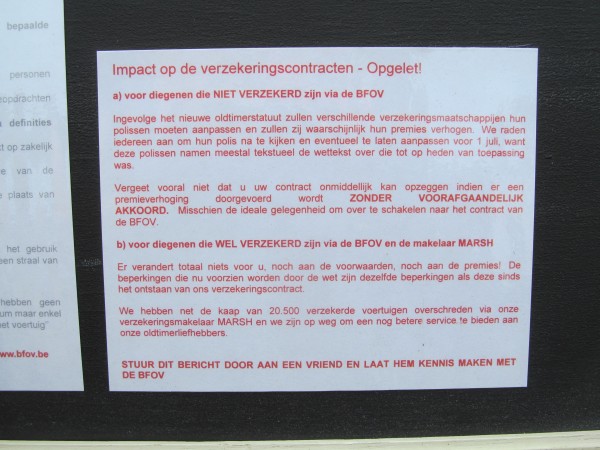 bepaalde
personen
opdrachten
definities
t op zakelijk
van de
plaats van
het gebruik
een straal van
hebben geen
um maar enkel
et voertuig"
www.bfov.be
Impact op de verzekeringscontracten - Opgelet!
a) voor diegenen die NIET VERZEKERD zijn via de BFOV
Ingevolge het nieuwe oldtimerstatuut zullen verschillende verzekeringsmaatschappijen hun
polissen moeten aanpassen en zullen zij waarschijnlijk hun premies verhogen. We raden
iedereen aan om hun polis na te kijken en eventueel te laten aanpassen voor 1 juli, want
deze polissen namen meestal tekstueel de wettekst over die tot op heden van toepassing
was.
Vergeet vooral niet dat u uw contract onmiddellijk kan opzeggen indien er een
premieverhoging doorgevoerd wordt ZONDER VOORAFGAANDELIJK
AKKOORD. Misschien de ideale gelegenheid om over te schakelen naar het contract van
de BFOV.
b) voor diegenen die WEL VERZEKERD zijn via de BFOV en de makelaar MARSH
Er verandert totaal niets voor u, noch aan de voorwaarden, noch aan de premies! De
beperkingen die nu voorzien worden door de wet zijn dezelfde beperkingen als deze sinds
het ontstaan van ons verzekeringscontract.
We hebben net de kaap van 20.500 verzekerde voertuigen overschreden via onze
verzekeringsmakelaar MARSH en we zijn op weg om een nog betere service te bieden aan
onze oldtimerliefhebbers.
STUUR DIT BERICHT DOOR AAN EEN VRIEND EN LAAT HEM KENNIS MAKEN MET
DE BFOV